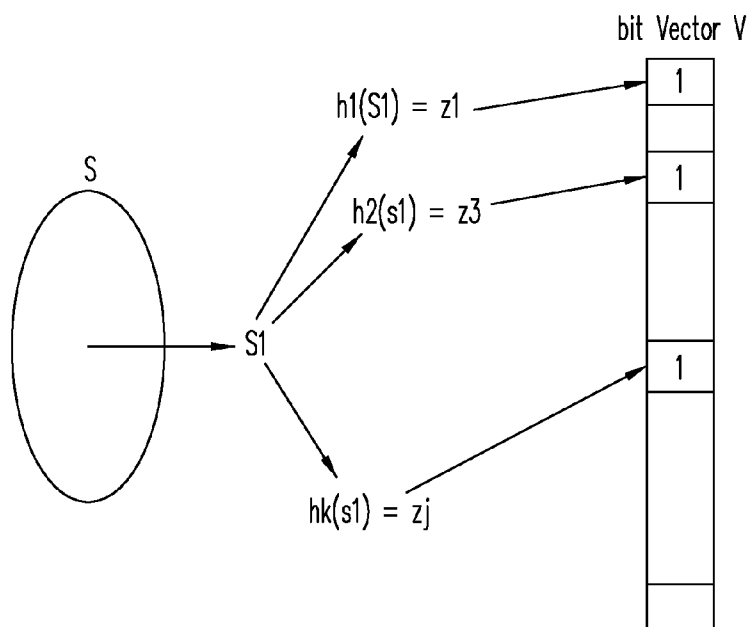 bit Vector V
1
h1(S1) = z1
S
1
h2(s1) = z3
S1
1
hk(s1) = zj